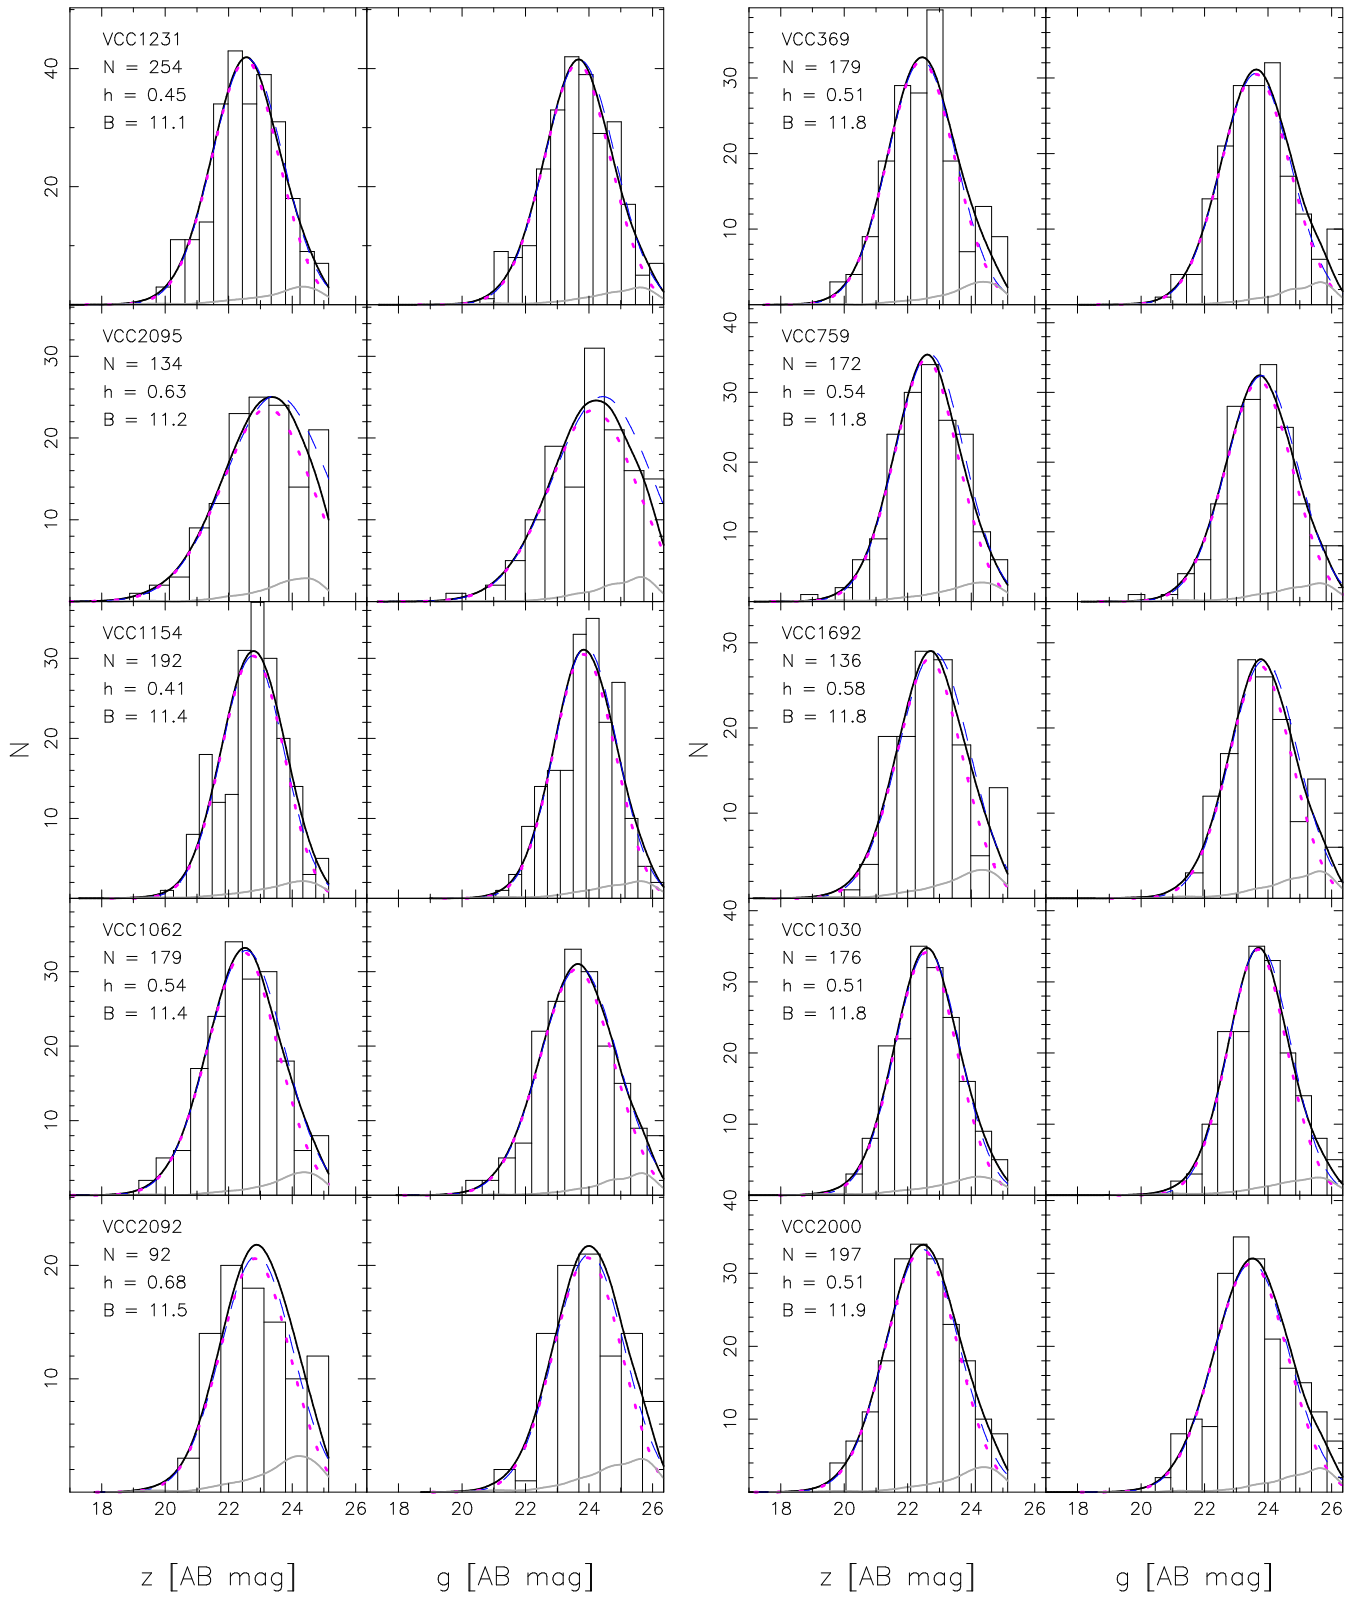 VCC1231
N = 254
h = 0.45
B = 11.1
20
40
VCC2095
N = 134
h = 0.63
B = 11.2
10
20
30
VCC1154
N = 192
h = 0.41
B = 11.4
10
20
30
N
VCC1062
N = 179
h = 0.54
B = 11.4
10
20
30
VCC2092
N = 92
h = 0.68
B = 11.5
10
20
18 20 22 24 26
18 20 22 24 26
z [AB mag]
g [AB mag]
VCC369
N = 179
h = 0.51
B = 11.8
10
20
30
VCC759
N = 172
h = 0.54
B = 11.8
10
20
30
40
VCC1692
N = 136
h = 0.58
B = 11.8
10
20
30
N
VCC1030
N = 176
h = 0.51
B = 11.8
10
20
30
40
VCC2000
N = 197
h = 0.51
B = 11.9
10
20
30
40
18 20 22 24 26
18 20 22 24 26
z [AB mag]
g [AB mag]